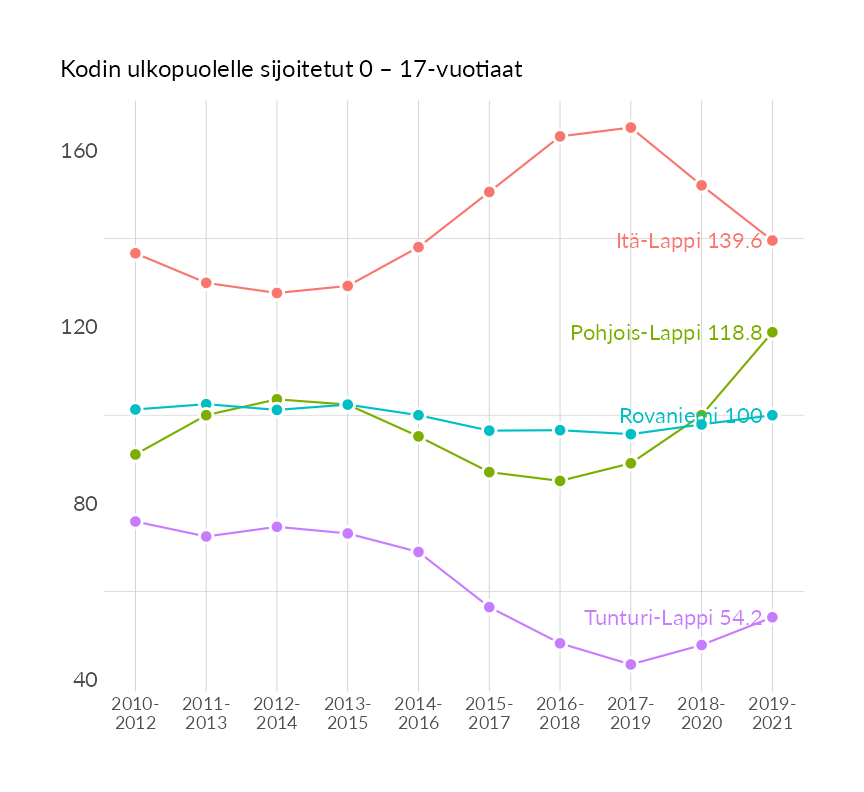 Kodin ulkopuolelle sijoitetut 0 – 17-vuotiaat
160
Itä-Lappi 139.6
120
Pohjois-Lappi 118.8
Rovaniemi 100
80
Tunturi-Lappi 54.2
40
2010- 2011- 2012- 2013- 2014- 2015- 2016- 2017- 2018- 2019-
2012 2013 2014 2015 2016 2017 2018 2019 2020 2021